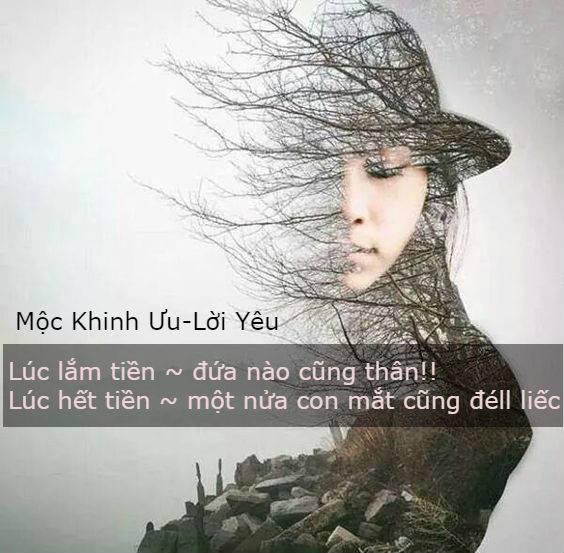 Mộc Khinh Ưu-Lời Yêu
Lúc lắm tiền ~ đứa nào cũng thân!!
Lúc hết tiền ~ một nửa con mắt cũng đéll liếc